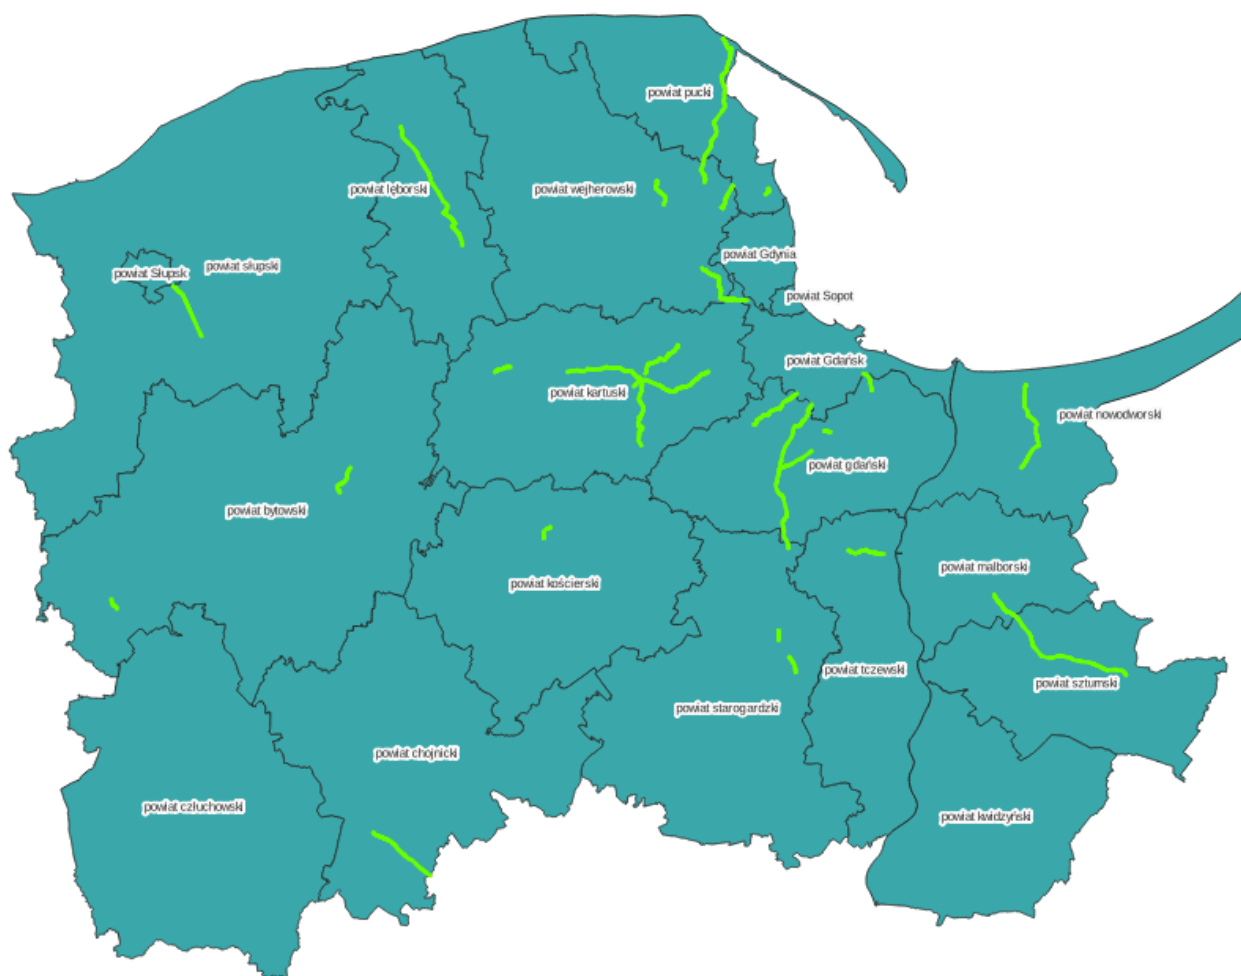 powiat pucki
powiat lęborski
powiat wejherowski
powiat Gdynia
powiat Słupsk
powiat słupski
powiat Sopot
powiat Gdańsk
powiat kartuski
powiat nowodworski
powiat gdański
powiat bytowski
powiat malborski
powiat kościerski
powiat tczewski
powiat sztumski
powiat starogardzki
powiat chojnicki
powiat człuchowski
powiat kwidzyński